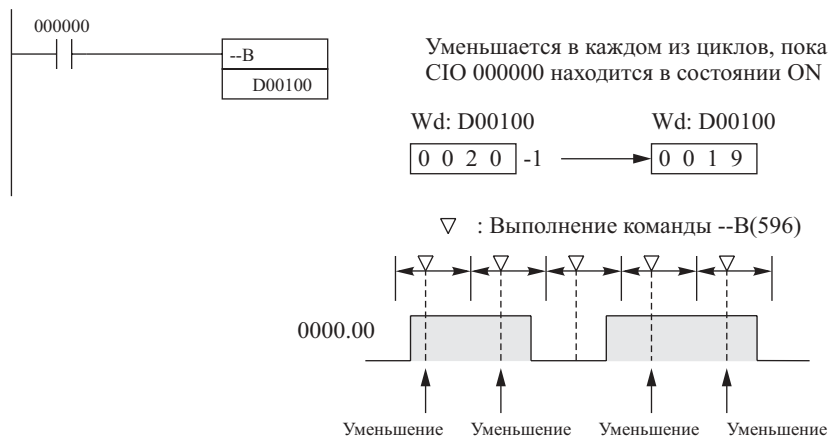 000000
--B
D00100
Уменьшается в каждом из циклов, пока
CIO 000000 находится в состоянии ON
Wd: D00100 Wd: D00100
0 0 2 0 -1 0 0 1 9
: Выполнение команды --B(596)
0000.00
Уменьшение Уменьшение Уменьшение Уменьшение